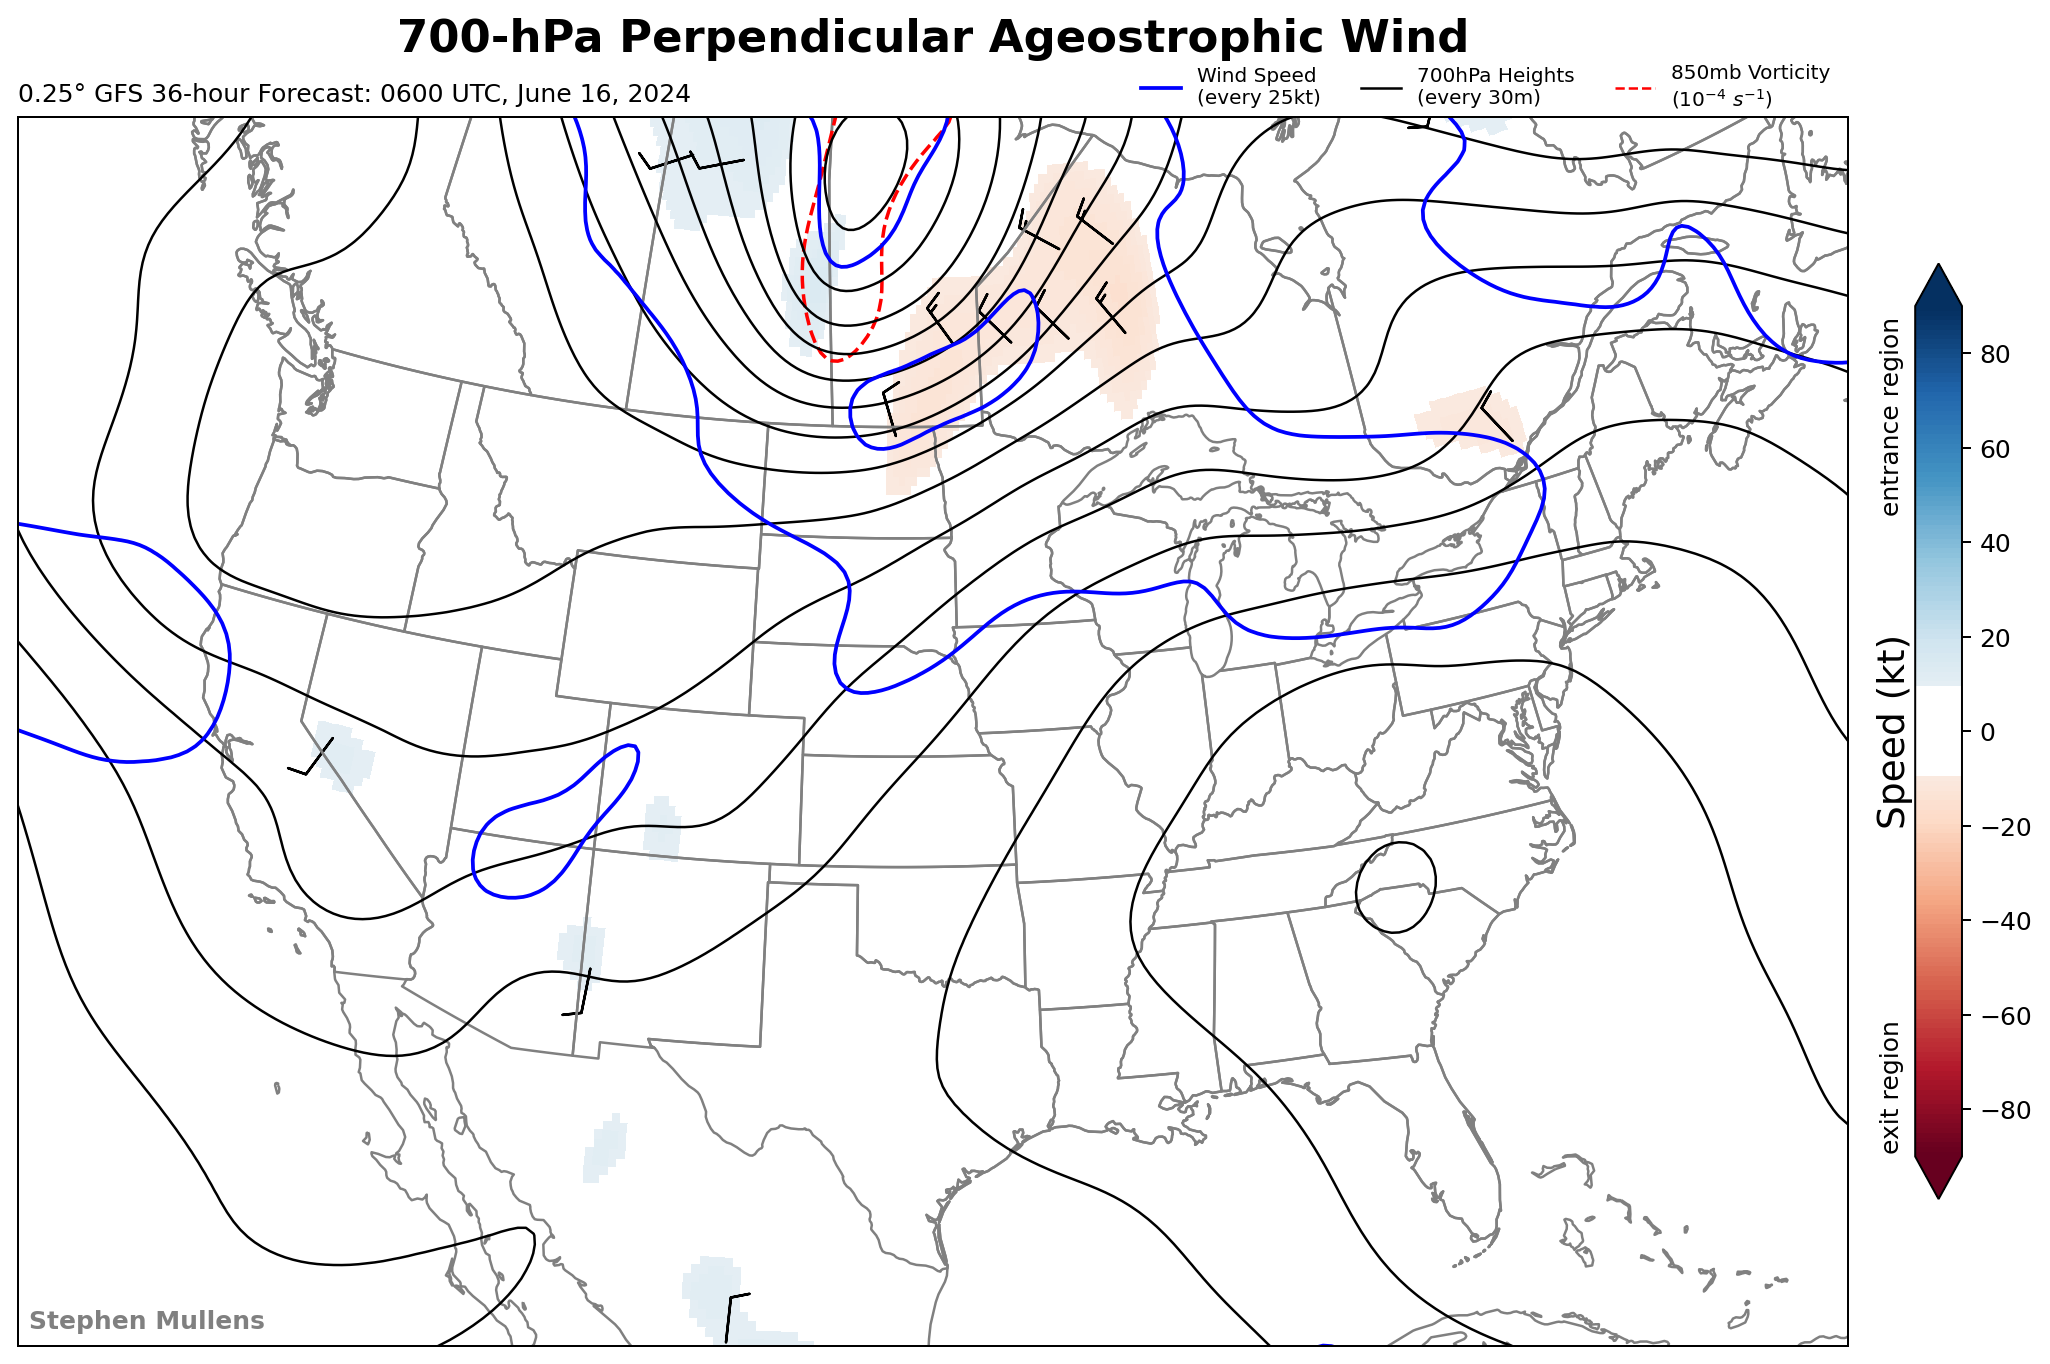 700-hPa Perpendicular Ageostrophic Wind
0.25° GFS 36-hour Forecast: 0600 UTC, June 16, 2024
Wind Speed
(every 25kt)
700hPa Heights
(every 30m)
850mb Vorticity
(10⁻⁴ s⁻¹)
entrance region
Speed (kt)
exit region
80
60
40
20
0
−20
−40
−60
−80
Stephen Mullens